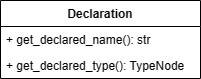 Declaration
+ get_declared_name(): str
+ get_declared_type(): TypeNode